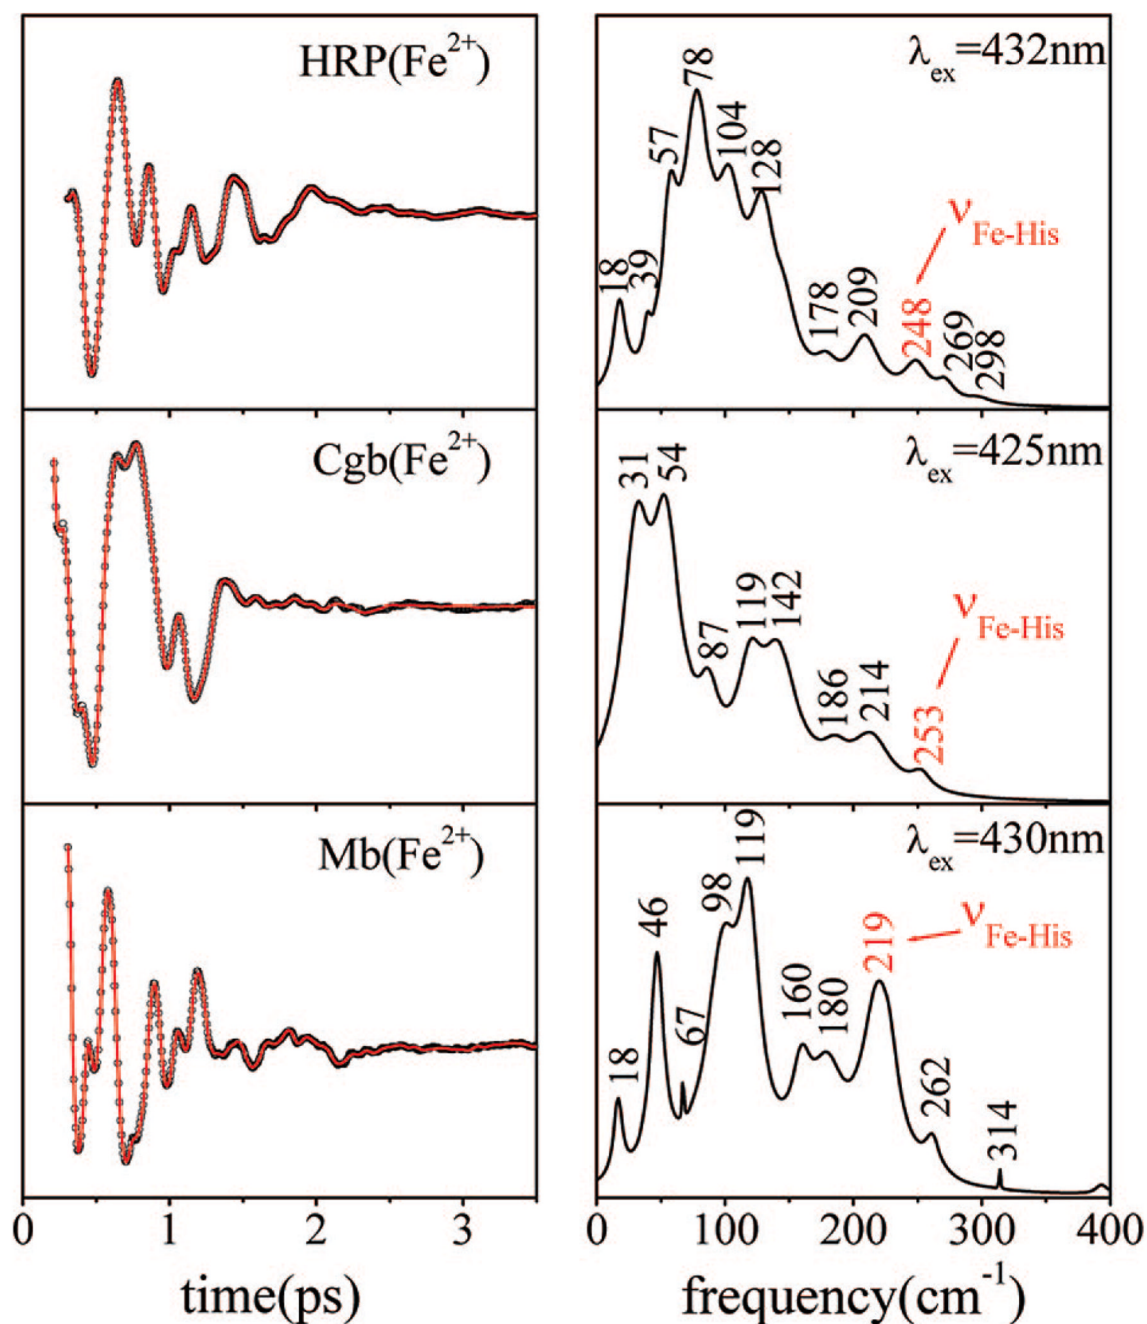 HRP(Fe²⁺)
λex=432nm
18
39
57
78
104
128
178
209
248
269
298
νFe-His
Cgb(Fe²⁺)
λex=425nm
31
54
87
119
142
186
214
253
νFe-His
Mb(Fe²⁺)
λex=430nm
18
46
67
98
119
160
180
219
262
314
νFe-His
0 1 2 3
time(ps)
0 100 200 300 400
frequency(cm⁻¹)